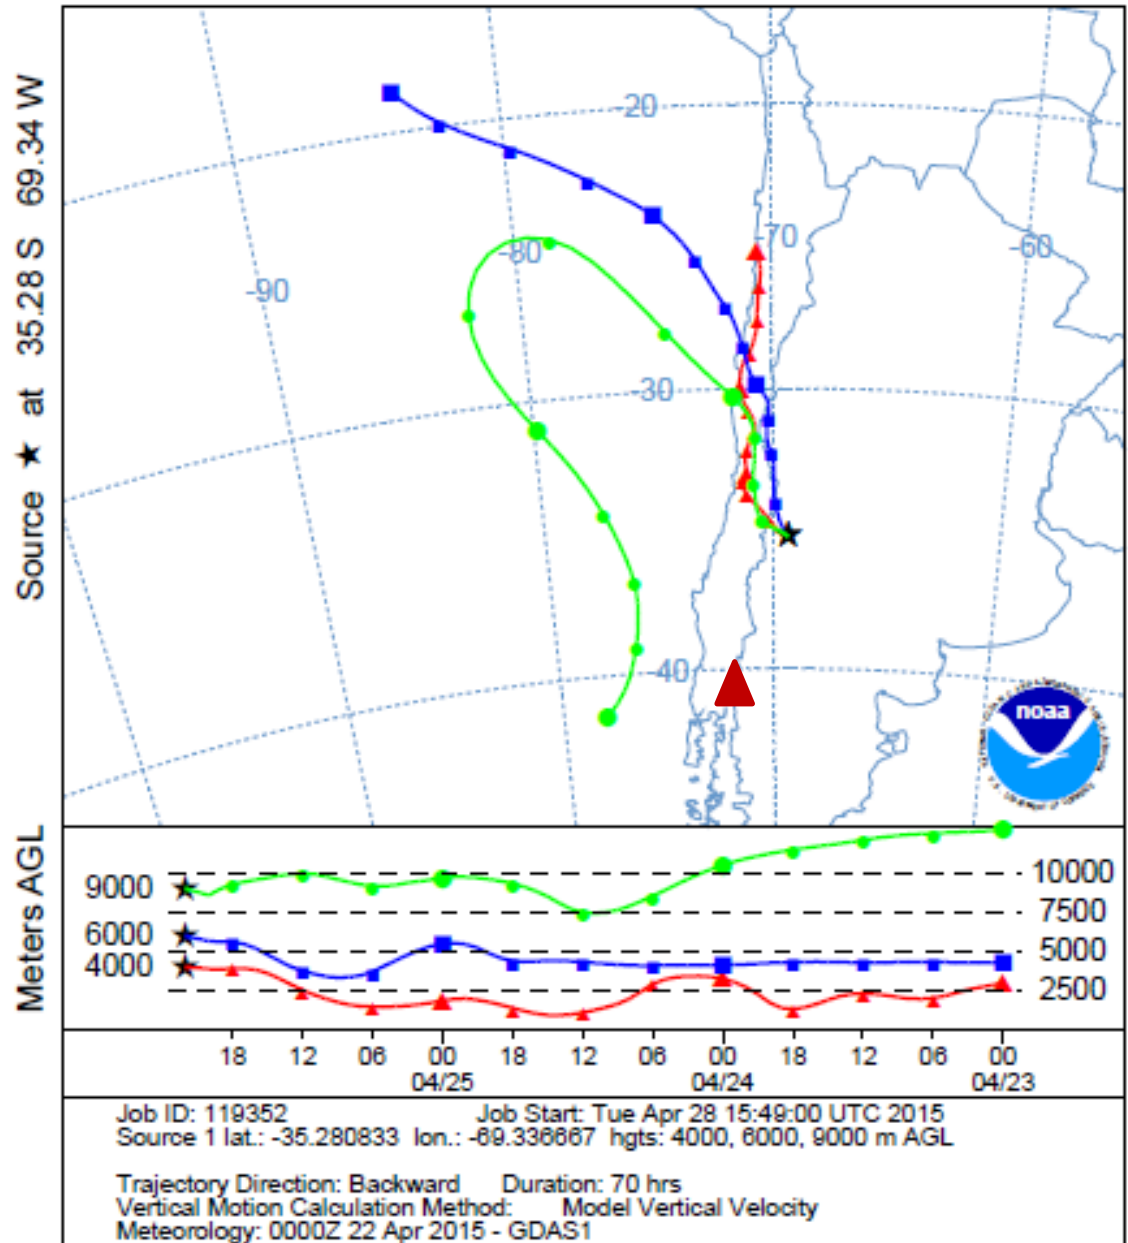 Source ★ at 35.28 S 69.34 W
-20
-70
-80
-60
-90
-30
-40
noaa
Meters AGL
9000
6000
4000
10000
7500
5000
2500
18 12 06 00 18 12 06 00 18 12 06 00
04/25 04/24 04/23
Job ID: 119352 Job Start: Tue Apr 28 15:49:00 UTC 2015
Source 1 lat.: -35.280833 lon.: -69.336667 hgts: 4000, 6000, 9000 m AGL
Trajectory Direction: Backward Duration: 70 hrs
Vertical Motion Calculation Method: Model Vertical Velocity
Meteorology: 0000Z 22 Apr 2015 - GDAS1